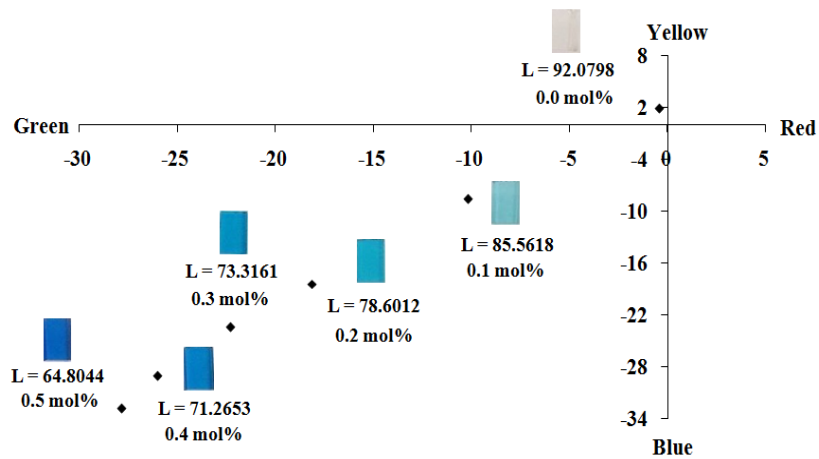 Yellow
8
L = 92.0798
0.0 mol%
2
Green
Red
-30 -25 -20 -15 -10 -5 -4 0 5
-10
L = 85.5618
0.1 mol%
-16
L = 73.3161
0.3 mol%
L = 78.6012
0.2 mol%
-22
-28
L = 64.8044
0.5 mol%
L = 71.2653
0.4 mol%
-34
Blue